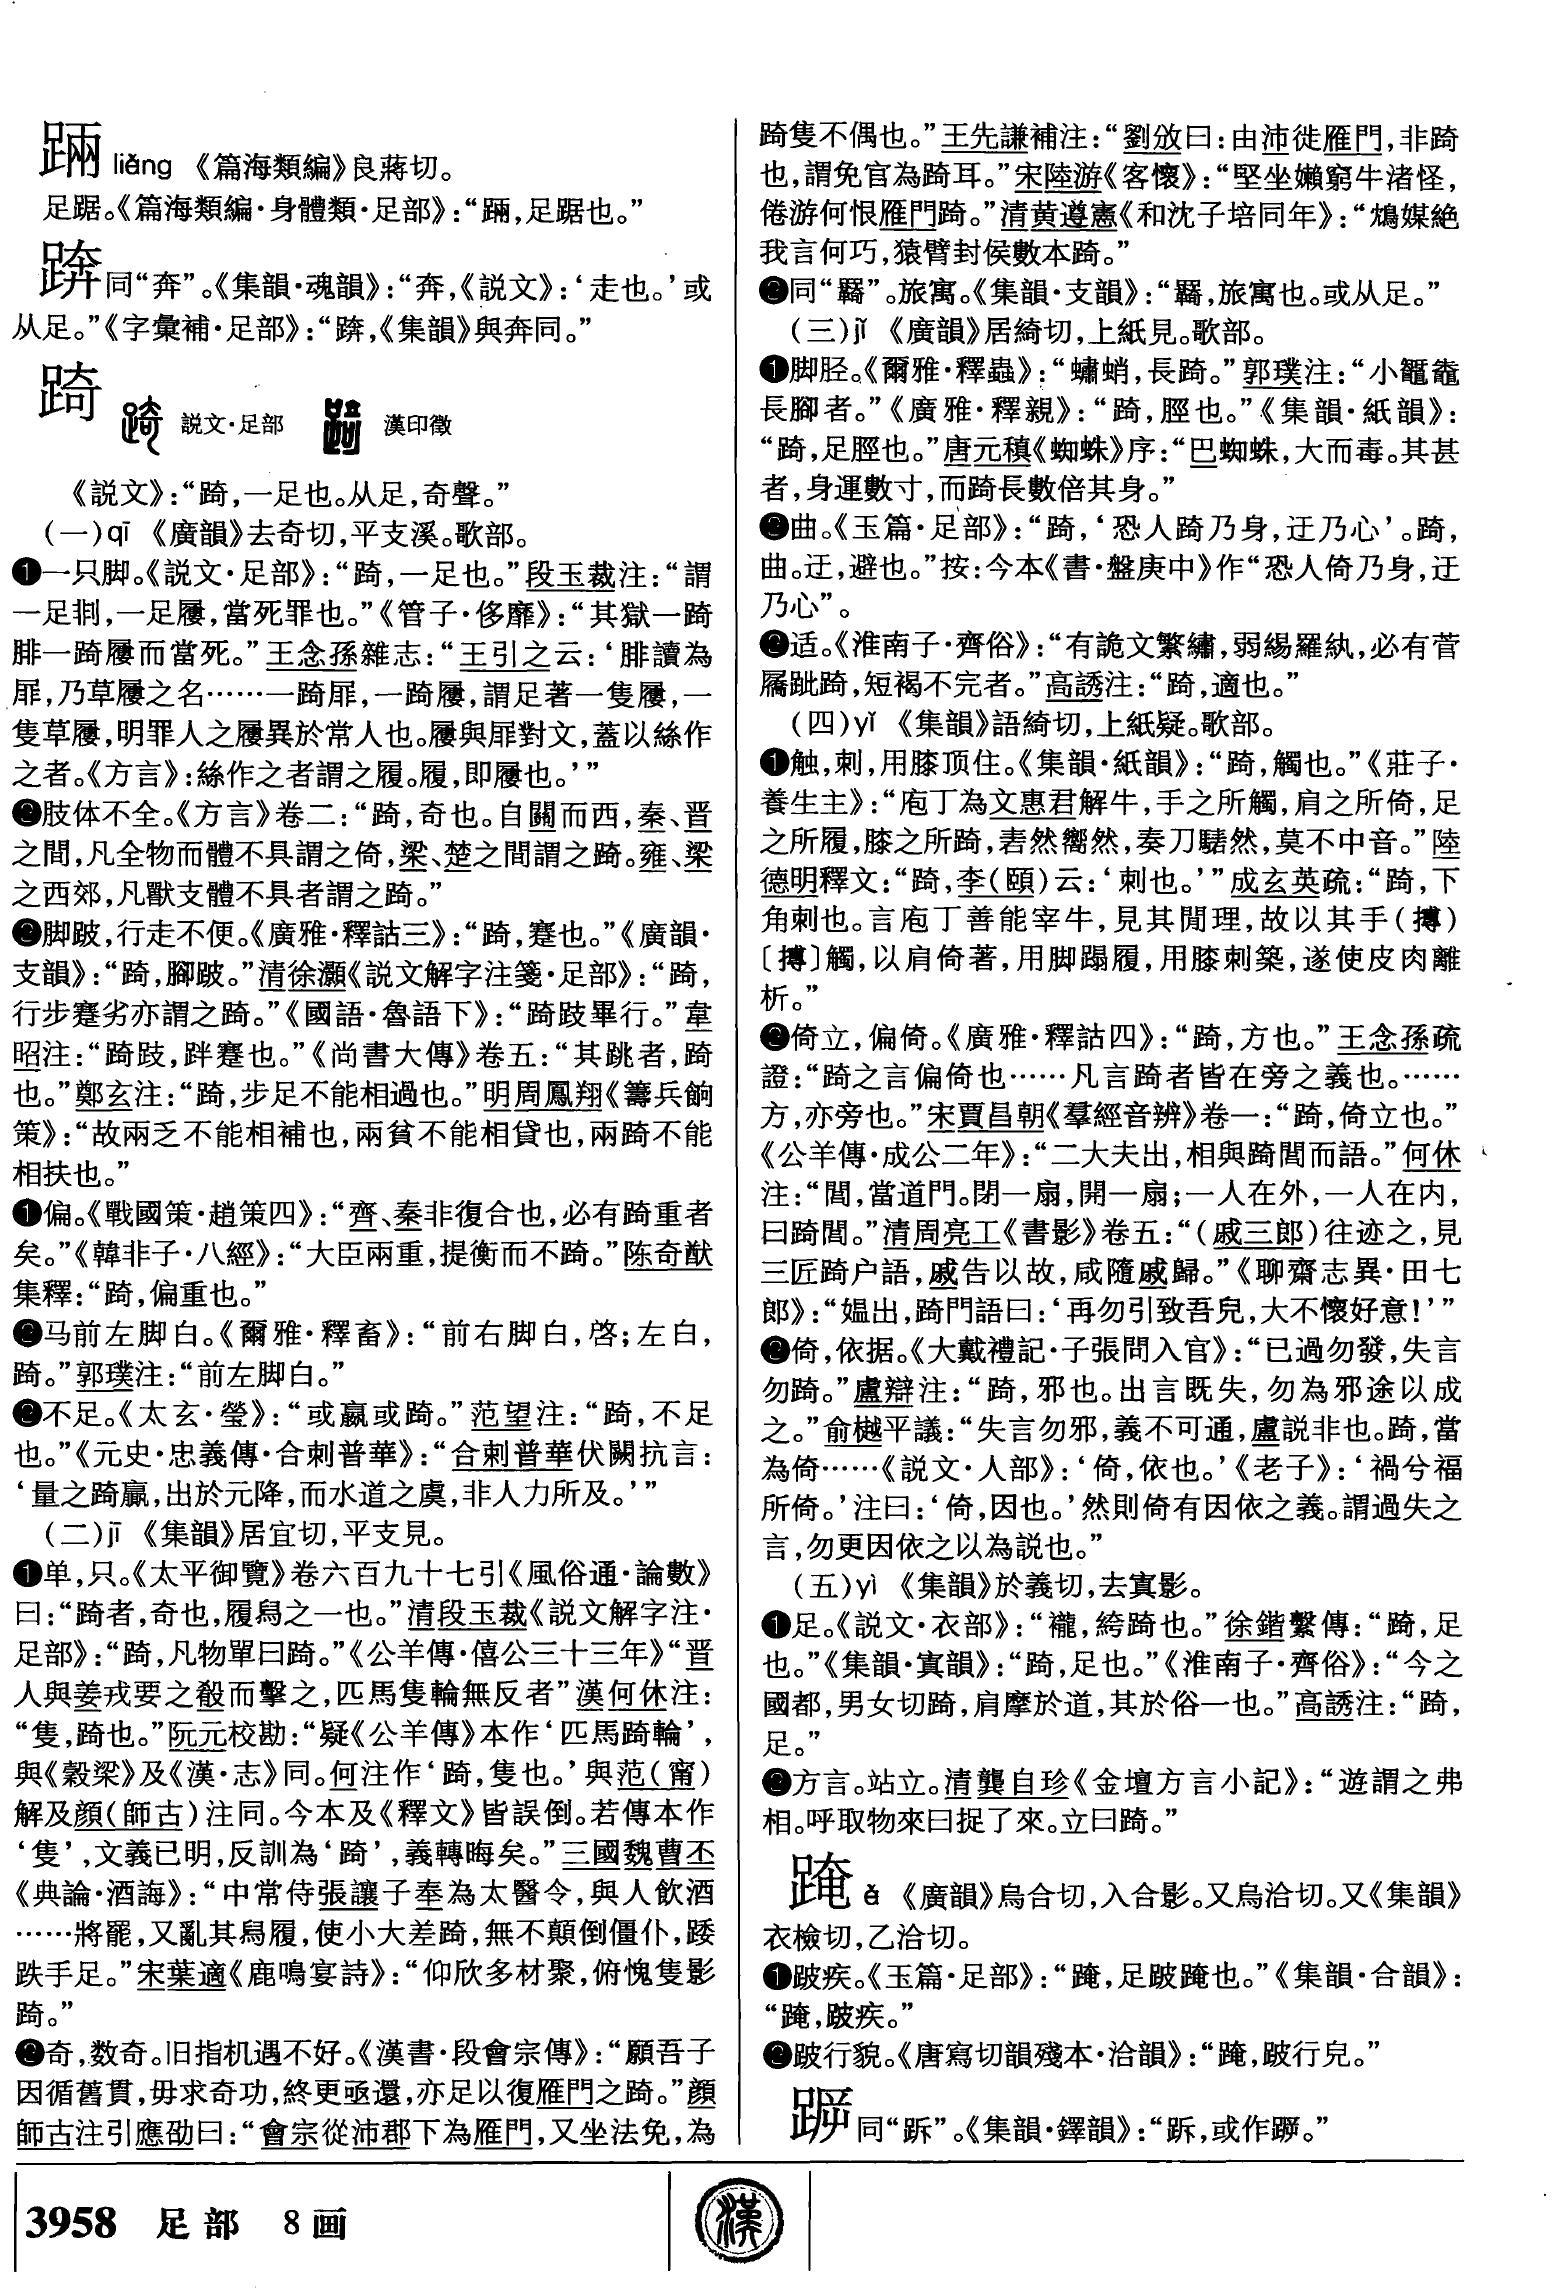 䠃 liǎng 《篇海類編》良蔣切。
足踞。《篇海類編·身體類·足部》：“䠃，足踞也。”
同“奔”。《集韻·魂韻》：“奔，《説文》：‘走也。’或
从足。”《字彙補·足部》：“，《集韻》與奔同。”
踦 説文·足部 漢印徵
《説文》：“踦，一足也。从足，奇聲。”
(一)qī 《廣韻》去奇切，平支溪。歌部。
❶一只脚。《説文·足部》：“踦，一足也。”段玉裁注：“謂
一足刵，一足屨，當死罪也。”《管子·侈靡》：“其獄一踦
腓一踦屨而當死。”王念孫雜志：“王引之云：‘腓讀為
屝，乃草屨之名……一踦屝，一踦屨，謂足著一隻屨，一
隻草屨，明罪人之屨異於常人也。屨與屝對文，蓋以絲作
之者。《方言》：絲作之者謂之履。履，即屨也。’”
❷肢体不全。《方言》卷二：“踦，奇也。自關而西，秦、晋
之間，凡全物而體不具謂之倚，梁、楚之間謂之踦。雍、梁
之西郊，凡獸支體不具者謂之踦。”
❷脚跛，行走不便。《廣雅·釋詁三》：“踦，蹇也。”《廣韻·
支韻》：“踦，腳跛。”清徐灝《説文解字注箋·足部》：“踦，
行步蹇劣亦謂之踦。”《國語·魯語下》：“踦跂畢行。”韋
昭注：“踦跂，跘蹇也。”《尚書大傳》卷五：“其跳者，踦
也。”鄭玄注：“踦，步足不能相過也。”明周鳳翔《籌兵餉
策》：“故兩乏不能相補也，兩貧不能相貸也，兩踦不能
相扶也。”
❶偏。《戰國策·趙策四》：“齊、秦非復合也，必有踦重者
矣。”《韓非子·八經》：“大臣兩重，提衡而不踦。”陈奇猷
集釋：“踦，偏重也。”
❷马前左脚白。《爾雅·釋畜》：“前右脚白，啓；左白，
踦。”郭璞注：“前左脚白。”
❷不足。《太玄·瑩》：“或嬴或踦。”范望注：“踦，不足
也。”《元史·忠義傳·合剌普華》：“合剌普華伏闕抗言：
‘量之踦贏，出於元降，而水道之虞，非人力所及。’”
(二)jī 《集韻》居宜切，平支見。
❶单，只。《太平御覽》卷六百九十七引《風俗通·論數》
曰：“踦者，奇也，履舄之一也。”清段玉裁《説文解字注·
足部》：“踦，凡物單曰踦。”《公羊傳·僖公三十三年》“晋
人與姜戎要之殽而擊之，匹馬隻輪無反者”漢何休注：
“隻，踦也。”阮元校勘：“疑《公羊傳》本作‘匹馬踦輪’，
與《穀梁》及《漢·志》同。何注作‘踦，隻也。’與范(甯)
解及顔(師古)注同。今本及《釋文》皆誤倒。若傳本作
‘隻’，文義已明，反訓為‘踦’，義轉晦矣。”三國魏曹丕
《典論·酒誨》：“中常侍張讓子奉為太醫令，與人飲酒
……將罷，又亂其舄履，使小大差踦，無不顛倒僵仆，踒
跌手足。”宋葉適《鹿鳴宴詩》：“仰欣多材聚，俯愧隻影
踦。”
❷奇，数奇。旧指机遇不好。《漢書·段會宗傳》：“願吾子
因循舊貫，毋求奇功，終更亟還，亦足以復雁門之踦。”顔
師古注引應劭曰：“會宗從沛郡下為雁門，又坐法免，為
踦隻不偶也。”王先謙補注：“劉攽曰：由沛徙雁門，非踦
也，謂免官為踦耳。”宋陸游《客懷》：“堅坐嬾窮牛渚怪，
倦游何恨雁門踦。”清黄遵憲《和沈子培同年》：“鴆媒絶
我言何巧，猿臂封侯數本踦。”
❷同“羇”。旅寓。《集韻·支韻》：“羇，旅寓也。或从足。”
(三)jǐ 《廣韻》居綺切，上紙見。歌部。
❶脚胫。《爾雅·釋蟲》：“蟰蛸，長踦。”郭璞注：“小鼅鼄
長腳者。”《廣雅·釋親》：“踦，脛也。”《集韻·紙韻》：
“踦，足脛也。”唐元稹《蜘蛛》序：“巴蜘蛛，大而毒。其甚
者，身運數寸，而踦長數倍其身。”
❷曲。《玉篇·足部》：“踦，‘恐人踦乃身，迂乃心’。踦，
曲。迂，避也。”按：今本《書·盤庚中》作“恐人倚乃身，迂
乃心”。
❷适。《淮南子·齊俗》：“有詭文繁繡，弱緆羅紈，必有菅
屩跐踦，短褐不完者。”高誘注：“踦，適也。”
(四)yǐ 《集韻》語綺切，上紙疑。歌部。
❶触，刺，用膝顶住。《集韻·紙韻》：“踦，觸也。”《莊子·
養生主》：“庖丁為文惠君解牛，手之所觸，肩之所倚，足
之所履，膝之所踦，砉然嚮然，奏刀騞然，莫不中音。”陸
德明釋文：“踦，李(頤)云：‘刺也。’”成玄英疏：“踦，下
角刺也。言庖丁善能宰牛，見其閒理，故以其手(搏)
〔摶〕觸，以肩倚著，用脚蹋履，用膝刺築，遂使皮肉離
析。”
❷倚立，偏倚。《廣雅·釋詁四》：“踦，方也。”王念孫疏
證：“踦之言偏倚也……凡言踦者皆在旁之義也。……
方，亦旁也。”宋賈昌朝《羣經音辨》卷一：“踦，倚立也。”
《公羊傳·成公二年》：“二大夫出，相與踦閭而語。”何休
注：“閭，當道門。閉一扇，開一扇；一人在外，一人在内，
曰踦閭。”清周亮工《書影》卷五：“(戚三郎)往迹之，見
三匠踦户語，戚告以故，咸隨戚歸。”《聊齋志異·田七
郎》：“媪出，踦門語曰：‘再勿引致吾兒，大不懷好意！’”
❷倚，依据。《大戴禮記·子張問入官》：“已過勿發，失言
勿踦。”盧辯注：“踦，邪也。出言既失，勿為邪途以成
之。”俞樾平議：“失言勿邪，義不可通，盧説非也。踦，當
為倚……《説文·人部》：‘倚，依也。’《老子》：‘禍兮福
所倚。’注曰：‘倚，因也。’然則倚有因依之義。謂過失之
言，勿更因依之以為説也。”
(五)yì 《集韻》於義切，去寘影。
❶足。《説文·衣部》：“襱，絝踦也。”徐鍇繫傳：“踦，足
也。”《集韻·寘韻》：“踦，足也。”《淮南子·齊俗》：“今之
國都，男女切踦，肩摩於道，其於俗一也。”高誘注：“踦，
足。”
❷方言。站立。清龔自珍《金壇方言小記》：“遊謂之弗
相。呼取物來曰捉了來。立曰踦。”
䠎 ě 《廣韻》烏合切，入合影。又烏洽切。又《集韻》
衣檢切，乙洽切。
❶跛疾。《玉篇·足部》：“䠎，足跛䠎也。”《集韻·合韻》：
“䠎，跛疾。”
❷跛行貌。《唐寫切韻殘本·洽韻》：“䠎，跛行皃。”
同“跅”。《集韻·鐸韻》：“跅，或作。”
3958 足部 8画
漢